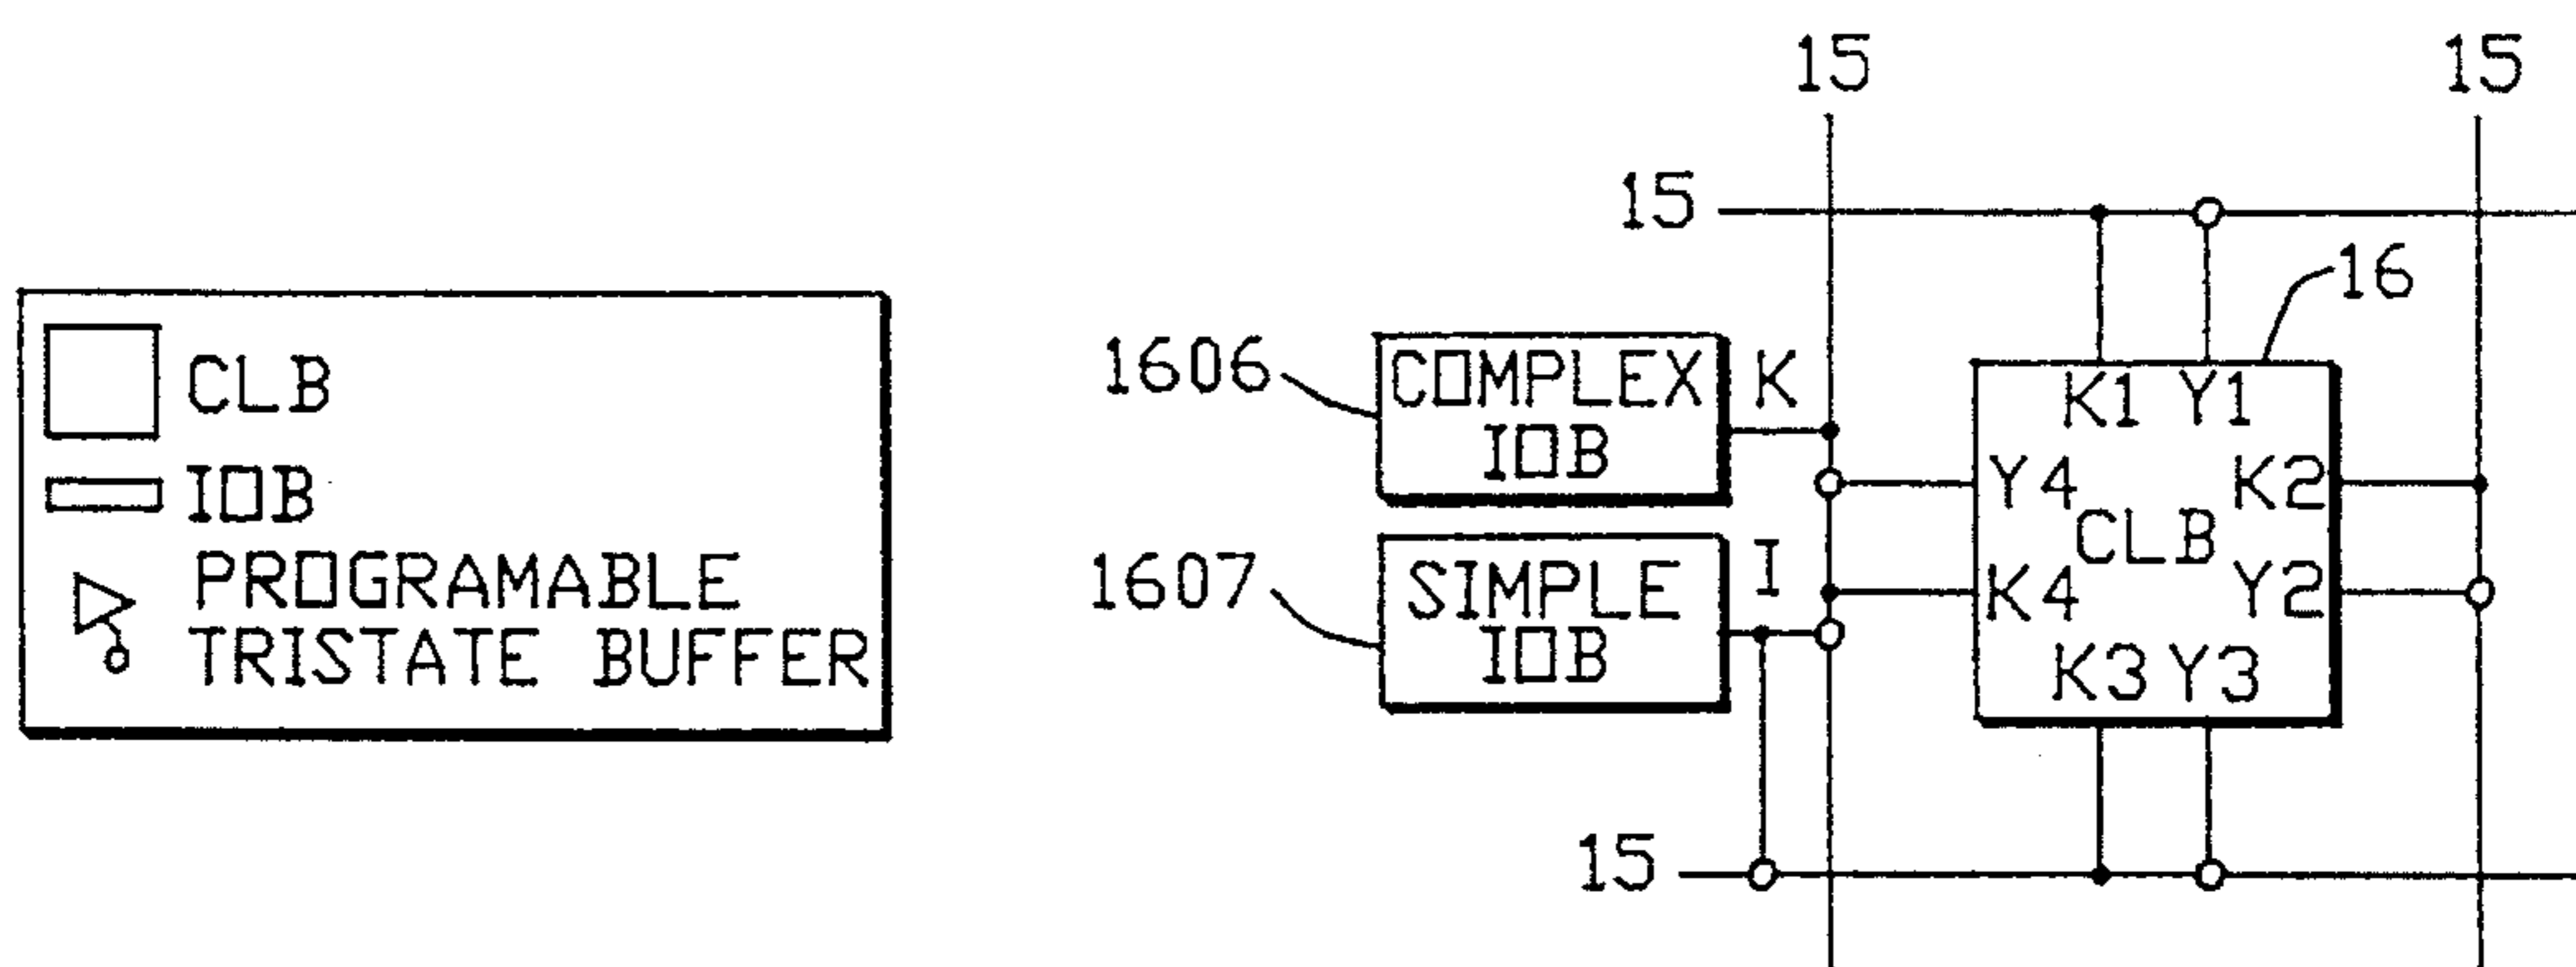 CLB
IOB
PROGRAMABLE
TRISTATE BUFFER
15
15
15
16
1606
COMPLEX
IOB
K
K1 Y1
Y4
K2
CLB
1607
SIMPLE
IOB
I
K4
Y2
K3 Y3
15